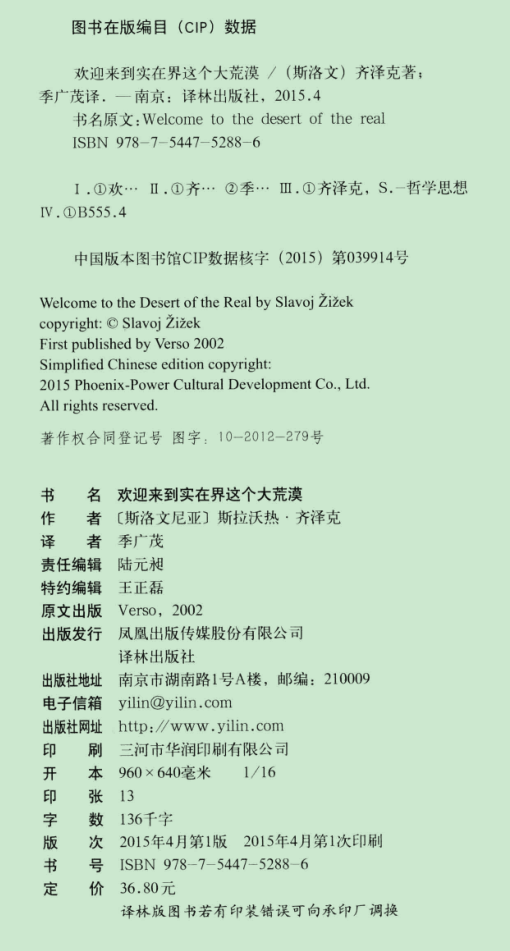 图书在版编目（CIP）数据
欢迎来到实在界这个大荒漠 /（斯洛文）齐泽克著；
季广茂译. — 南京：译林出版社，2015.4
书名原文：Welcome to the desert of the real
ISBN 978-7-5447-5288-6
Ⅰ.①欢… Ⅱ.①齐… ②季… Ⅲ.①齐泽克，S.-哲学思想
Ⅳ.①B555.4
中国版本图书馆CIP数据核字（2015）第039914号
Welcome to the Desert of the Real by Slavoj Žižek
copyright: © Slavoj Žižek
First published by Verso 2002
Simplified Chinese edition copyright:
2015 Phoenix-Power Cultural Development Co., Ltd.
All rights reserved.
著作权合同登记号 图字：10-2012-279号
书 名 欢迎来到实在界这个大荒漠
作 者 〔斯洛文尼亚〕斯拉沃热·齐泽克
译 者 季广茂
责任编辑 陆元昶
特约编辑 王正磊
原文出版 Verso，2002
出版发行 凤凰出版传媒股份有限公司
译林出版社
出版社地址 南京市湖南路1号A楼，邮编：210009
电子信箱 yilin@yilin.com
出版社网址 http://www.yilin.com
印 刷 三河市华润印刷有限公司
开 本 960×640毫米 1/16
印 张 13
字 数 136千字
版 次 2015年4月第1版 2015年4月第1次印刷
书 号 ISBN 978-7-5447-5288-6
定 价 36.80元
译林版图书若有印装错误可向承印厂调换